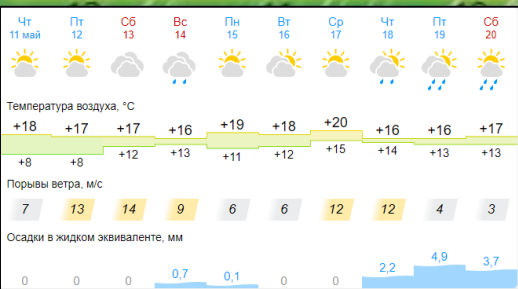 Чт Пт Сб Вс Пн Вт Ср Чт Пт Сб
11 май 12 13 14 15 16 17 18 19 20
Температура воздуха, °C
+18 +17 +17 +16 +19 +18 +20 +16 +16 +17
+8 +8 +12 +13 +11 +12 +15 +14 +13 +13
Порывы ветра, м/с
7 13 14 9 6 6 12 12 4 3
Осадки в жидком эквиваленте, мм
0 0 0 0,7 0,1 0 0 2,2 4,9 3,7